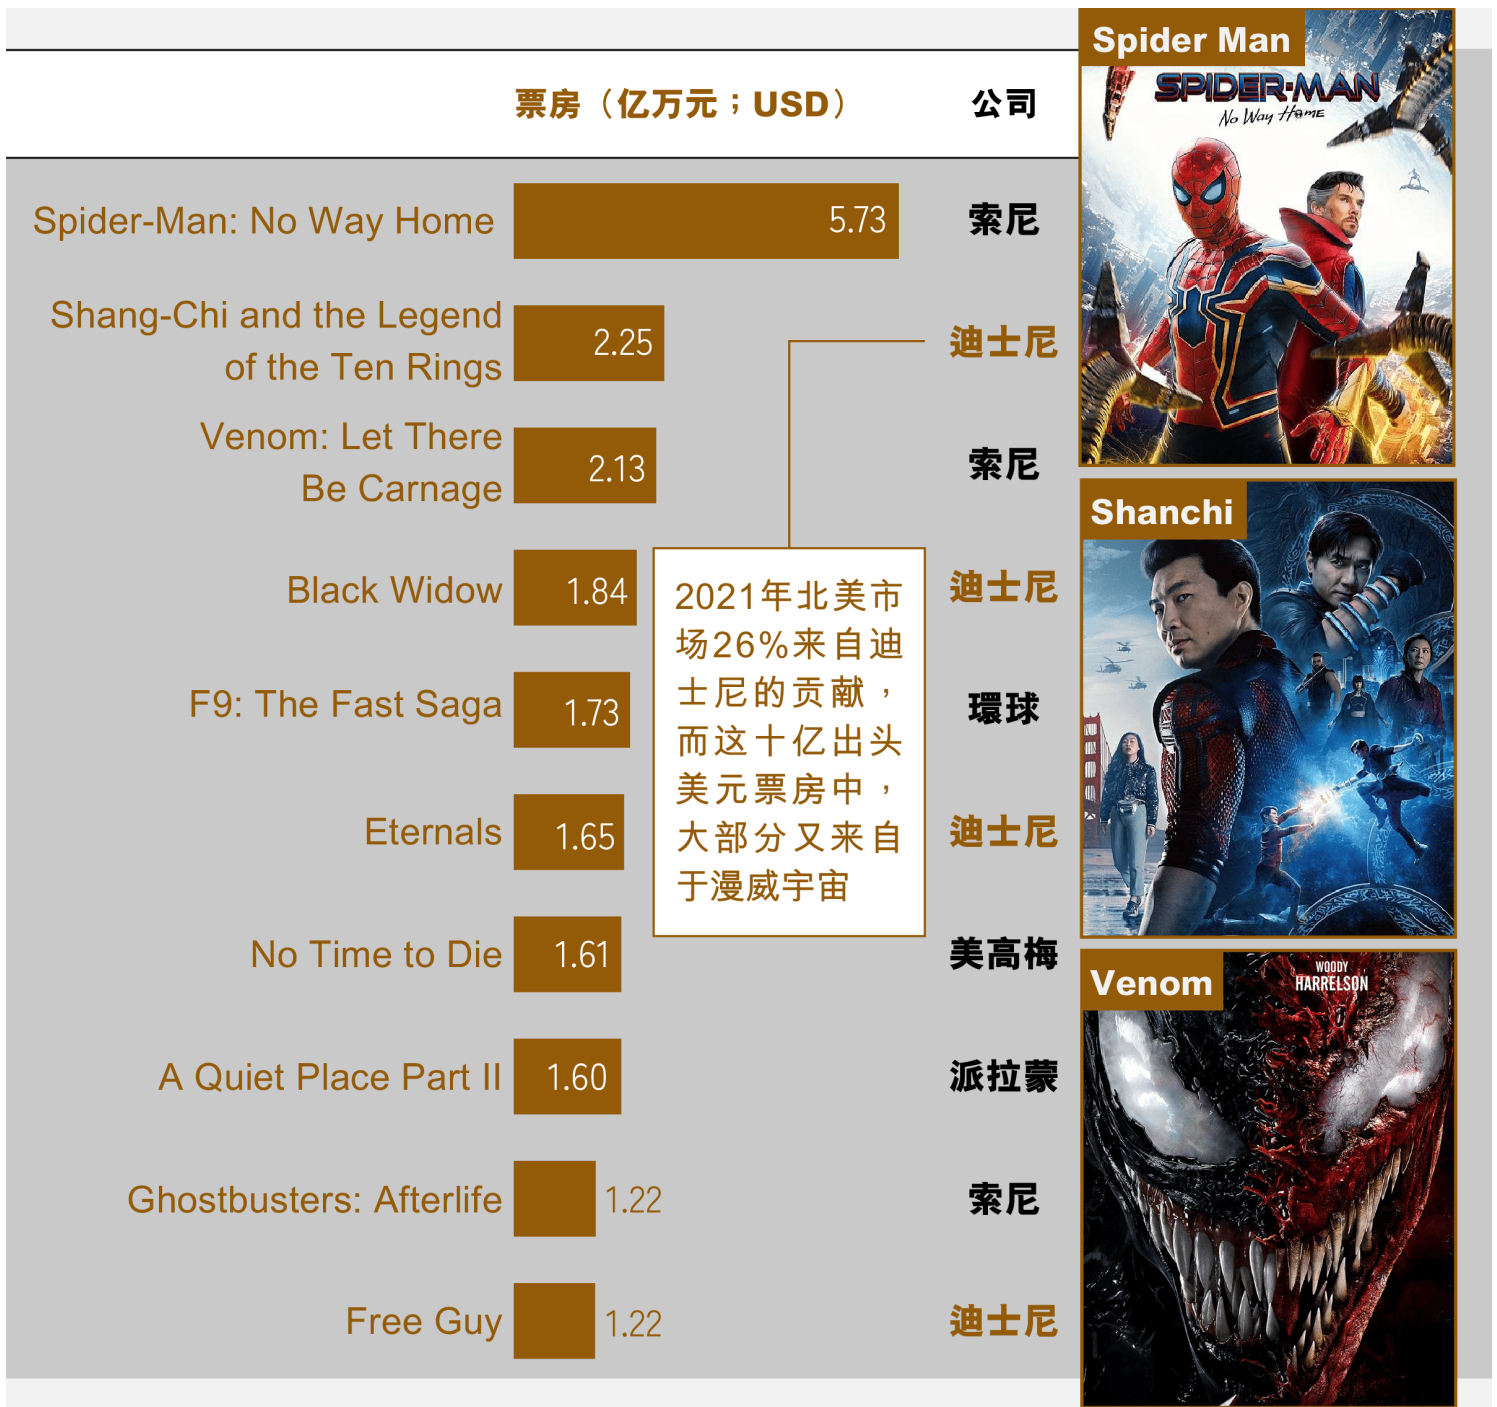 票房（亿万元；USD）
公司
Spider-Man: No Way Home
5.73
索尼
Shang-Chi and the Legend
of the Ten Rings
2.25
迪士尼
Venom: Let There
Be Carnage
2.13
索尼
Black Widow
1.84
迪士尼
F9: The Fast Saga
1.73
環球
Eternals
1.65
迪士尼
No Time to Die
1.61
美高梅
A Quiet Place Part II
1.60
派拉蒙
Ghostbusters: Afterlife
1.22
索尼
Free Guy
1.22
迪士尼
2021年北美市
场26%来自迪
士尼的贡献，
而这十亿出头
美元票房中，
大部分又来自
于漫威宇宙
Spider Man
SPIDER-MAN
No Way Home
Shanchi
Venom
WOODY
HARRELSON